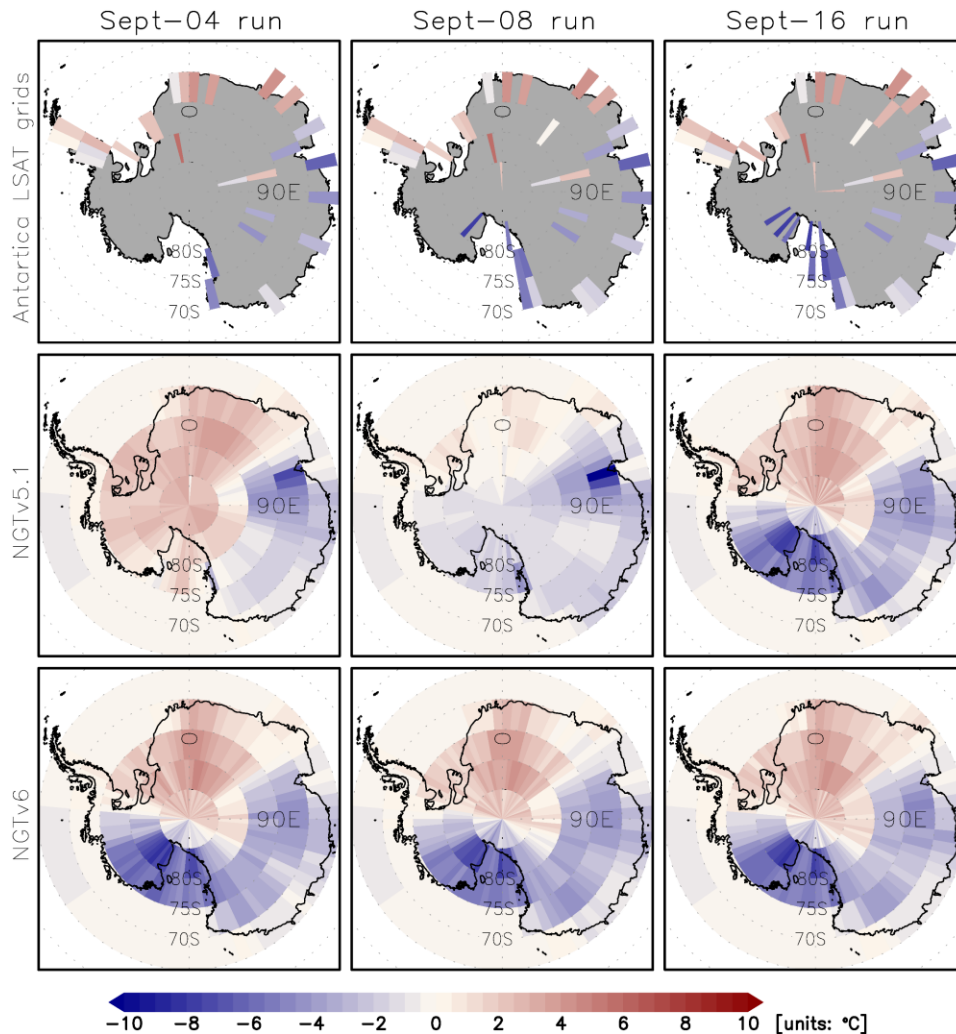 Sept-04 run
Sept-08 run
Sept-16 run
Antartica LSAT grids
0
90E
80S
75S
70S
0
90E
80S
75S
70S
0
90E
80S
75S
70S
NGTv5.1
0
90E
80S
75S
70S
0
90E
80S
75S
70S
0
90E
80S
75S
70S
NGTv6
0
90E
80S
75S
70S
0
90E
80S
75S
70S
0
90E
80S
75S
70S
-10 -8 -6 -4 -2 0 2 4 6 8 10 [units: °C]